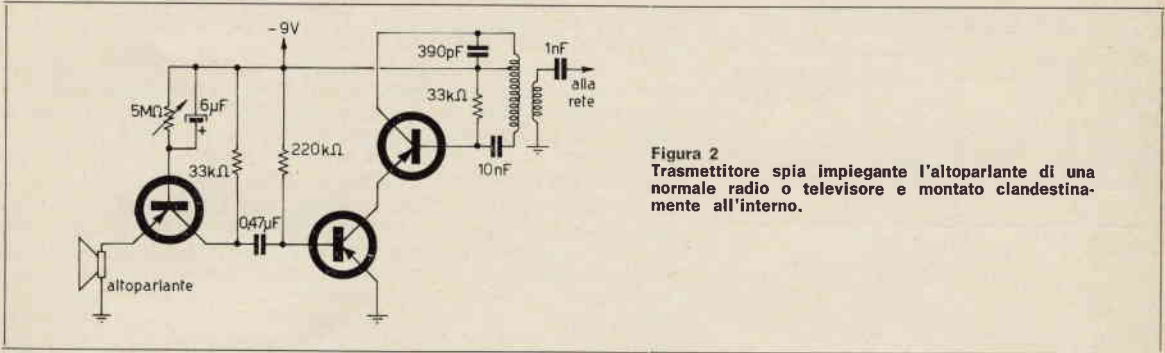 -9V
390pF
1nF
alla
rete
5MΩ
6µF
+
33kΩ
33kΩ
220kΩ
10nF
0,47µF
altoparlante
Figura 2
Trasmettitore spia impiegante l'altoparlante di una
normale radio o televisore e montato clandestina-
mente all'interno.